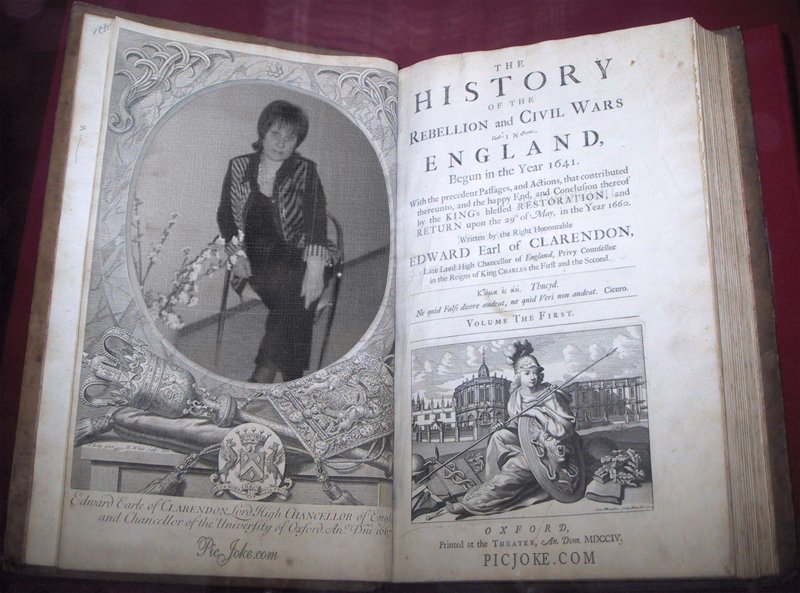 Edward Earle of CLARENDON, Lord High CHANCELLOR of
and Chancellor of the University of Oxford. An.º Dm̄i
PicJoke.com
THE
HISTORY
OF THE
REBELLION and CIVIL WARS
IN
ENGLAND,
Begun in the Year 1641.
With the precedent Paſſages, and Actions, that contributed
thereunto, and the happy End, and Concluſion thereof
by the KING's bleſſed RESTORATION, and
RETURN upon the 29th of May, in the Year 1660.
Written by the Right Honourable
EDWARD Earl of CLARENDON,
Late Lord High Chancellor of England, Privy Counſellor
in the Reigns of King CHARLES the Firſt and the Second.
Thucyd.
Ne quid Falſi dicere audeat, ne quid Veri non audeat. Cicero.
VOLUME THE FIRST.
OXFORD,
Printed at the THEATER, An. Dom. MDCCIV.
PICJOKE.COM